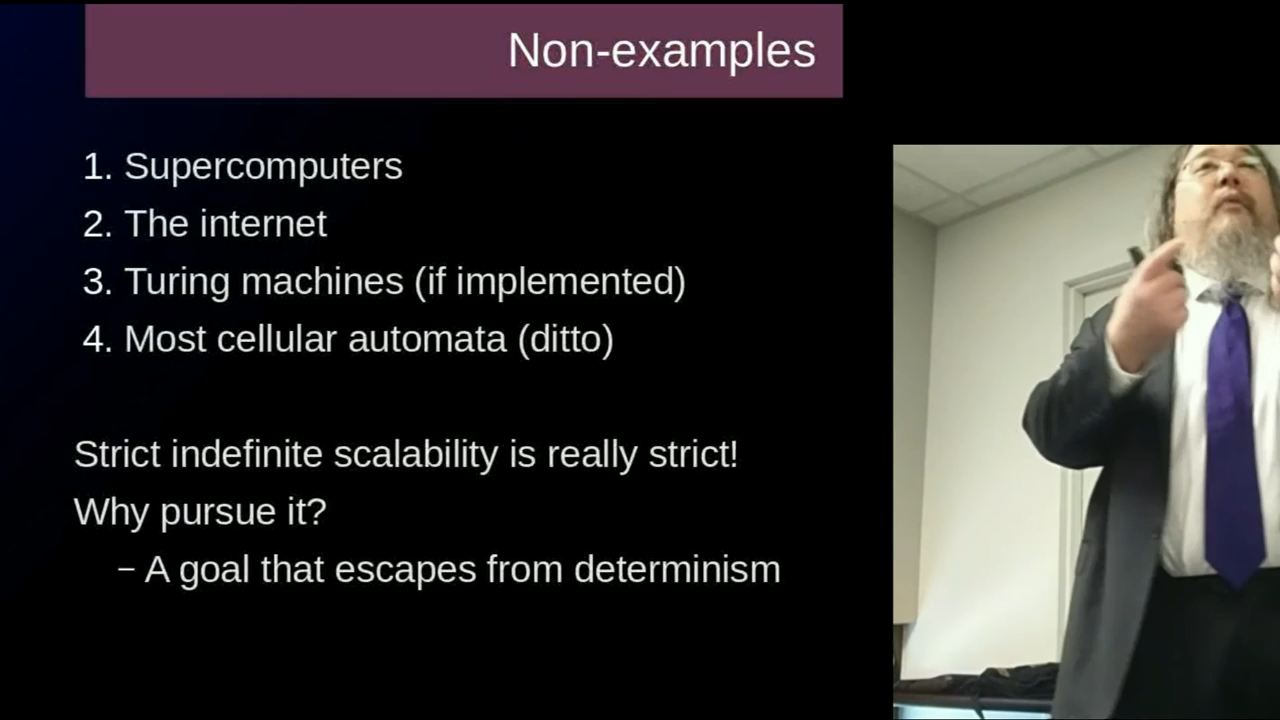 Non-examples
1. Supercomputers
2. The internet
3. Turing machines (if implemented)
4. Most cellular automata (ditto)
Strict indefinite scalability is really strict!
Why pursue it?
– A goal that escapes from determinism